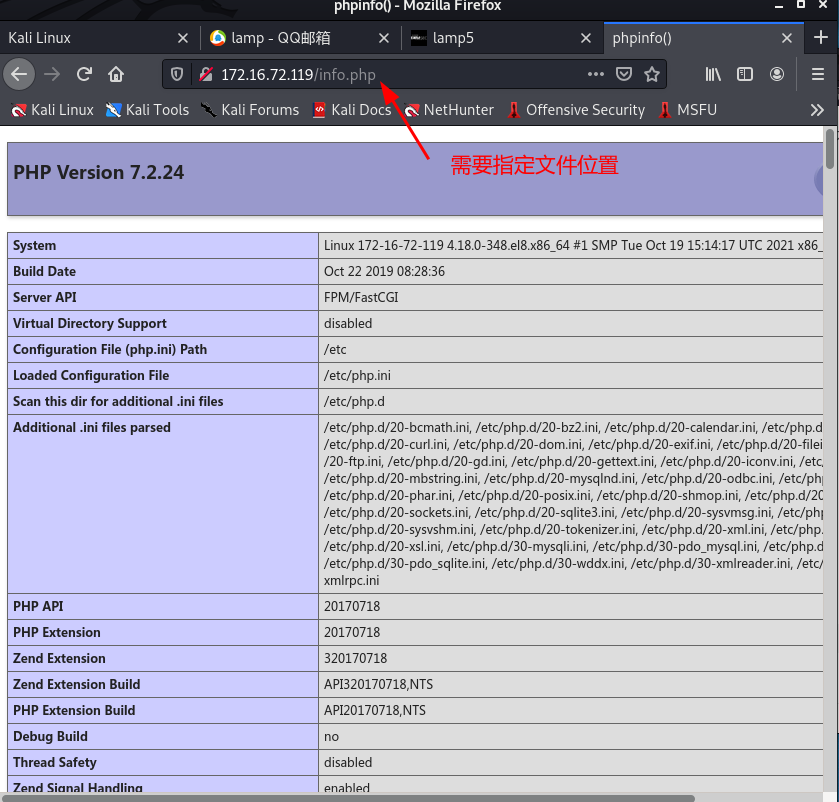 phpinfo() - Mozilla Firefox
Kali Linux
lamp - QQ邮箱
lamp5
phpinfo()
172.16.72.119/info.php
Kali Linux
Kali Tools
Kali Forums
Kali Docs
NetHunter
Offensive Security
MSFU
需要指定文件位置
PHP Version 7.2.24
System
Linux 172-16-72-119 4.18.0-348.el8.x86_64 #1 SMP Tue Oct 19 15:14:17 UTC 2021 x86_
Build Date
Oct 22 2019 08:28:36
Server API
FPM/FastCGI
Virtual Directory Support
disabled
Configuration File (php.ini) Path
/etc
Loaded Configuration File
/etc/php.ini
Scan this dir for additional .ini files
/etc/php.d
Additional .ini files parsed
/etc/php.d/20-bcmath.ini, /etc/php.d/20-bz2.ini, /etc/php.d/20-calendar.ini, /etc/php.d
/etc/php.d/20-curl.ini, /etc/php.d/20-dom.ini, /etc/php.d/20-exif.ini, /etc/php.d/20-filei
/20-ftp.ini, /etc/php.d/20-gd.ini, /etc/php.d/20-gettext.ini, /etc/php.d/20-iconv.ini, /etc/
/etc/php.d/20-mbstring.ini, /etc/php.d/20-mysqlnd.ini, /etc/php.d/20-odbc.ini, /etc/php
/etc/php.d/20-phar.ini, /etc/php.d/20-posix.ini, /etc/php.d/20-shmop.ini, /etc/php.d/20
/etc/php.d/20-sockets.ini, /etc/php.d/20-sqlite3.ini, /etc/php.d/20-sysvmsg.ini, /etc/php
/etc/php.d/20-sysvshm.ini, /etc/php.d/20-tokenizer.ini, /etc/php.d/20-xml.ini, /etc/php.d
/etc/php.d/20-xsl.ini, /etc/php.d/30-mysqli.ini, /etc/php.d/30-pdo_mysql.ini, /etc/php.d
/etc/php.d/30-pdo_sqlite.ini, /etc/php.d/30-wddx.ini, /etc/php.d/30-xmlreader.ini, /etc/
xmlrpc.ini
PHP API
20170718
PHP Extension
20170718
Zend Extension
320170718
Zend Extension Build
API320170718,NTS
PHP Extension Build
API20170718,NTS
Debug Build
no
Thread Safety
disabled
Zend Signal Handling
enabled